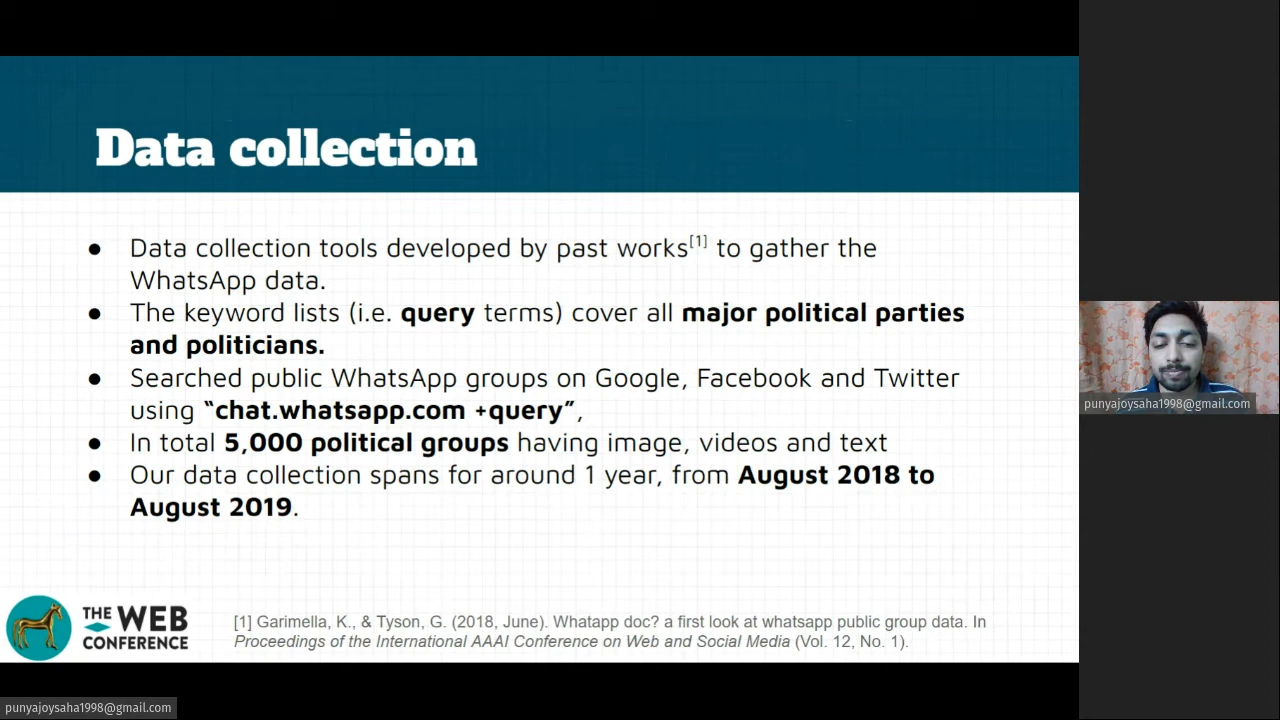 Data collection
● Data collection tools developed by past works[1] to gather the
WhatsApp data.
● The keyword lists (i.e. query terms) cover all major political parties
and politicians.
● Searched public WhatsApp groups on Google, Facebook and Twitter
using “chat.whatsapp.com +query”,
● In total 5,000 political groups having image, videos and text
● Our data collection spans for around 1 year, from August 2018 to
August 2019.
THE WEB
CONFERENCE
[1] Garimella, K., & Tyson, G. (2018, June). Whatapp doc? a first look at whatsapp public group data. In
Proceedings of the International AAAI Conference on Web and Social Media (Vol. 12, No. 1).
punyajoysaha1998@gmail.com
punyajoysaha1998@gmail.com